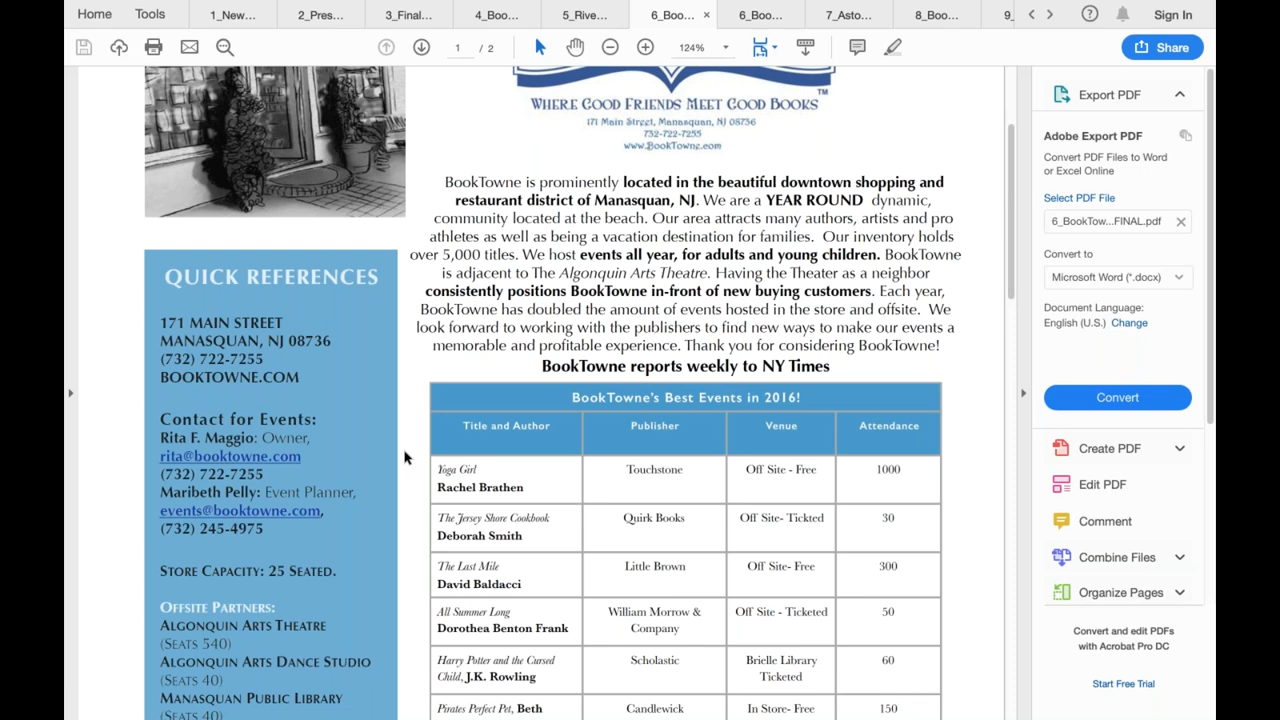 Home Tools 1_New... 2_Pres... 3_Final... 4_Boo... 5_Rive... 6_Boo... × 6_Boo... 7_Asto... 8_Boo... 9_ Sign In
1 / 2 124% Share
WHERE GOOD FRIENDS MEET GOOD BOOKS
TM
171 Main Street, Manasquan, NJ 08736
732-722-7255
www.BookTowne.com
BookTowne is prominently located in the beautiful downtown shopping and
restaurant district of Manasquan, NJ. We are a YEAR ROUND dynamic,
community located at the beach. Our area attracts many authors, artists and pro
athletes as well as being a vacation destination for families. Our inventory holds
over 5,000 titles. We host events all year, for adults and young children. BookTowne
is adjacent to The Algonquin Arts Theatre. Having the Theater as a neighbor
consistently positions BookTowne in-front of new buying customers. Each year,
BookTowne has doubled the amount of events hosted in the store and offsite. We
look forward to working with the publishers to find new ways to make our events a
memorable and profitable experience. Thank you for considering BookTowne!
BookTowne reports weekly to NY Times
QUICK REFERENCES
171 MAIN STREET
MANASQUAN, NJ 08736
(732) 722-7255
BOOKTOWNE.COM
Contact for Events:
Rita F. Maggio: Owner,
rita@booktowne.com
(732) 722-7255
Maribeth Pelly: Event Planner,
events@booktowne.com,
(732) 245-4975
STORE CAPACITY: 25 SEATED.
OFFSITE PARTNERS:
ALGONQUIN ARTS THEATRE
(SEATS 540)
ALGONQUIN ARTS DANCE STUDIO
(SEATS 40)
MANASQUAN PUBLIC LIBRARY
(SEATS 40)
BookTowne's Best Events in 2016!
Title and Author Publisher Venue Attendance
Yoga Girl Touchstone Off Site - Free 1000
Rachel Brathen
The Jersey Shore Cookbook Quirk Books Off Site- Tickted 30
Deborah Smith
The Last Mile Little Brown Off Site- Free 300
David Baldacci
All Summer Long William Morrow & Off Site - Ticketed 50
Dorothea Benton Frank Company
Harry Potter and the Cursed Scholastic Brielle Library 60
Child, J.K. Rowling Ticketed
Pirates Perfect Pet, Beth Candlewick In Store- Free 150
Export PDF
Adobe Export PDF
Convert PDF Files to Word
or Excel Online
Select PDF File
6_BookTow...FINAL.pdf
Convert to
Microsoft Word (*.docx)
Document Language:
English (U.S.) Change
Convert
Create PDF
Edit PDF
Comment
Combine Files
Organize Pages
Convert and edit PDFs
with Acrobat Pro DC
Start Free Trial